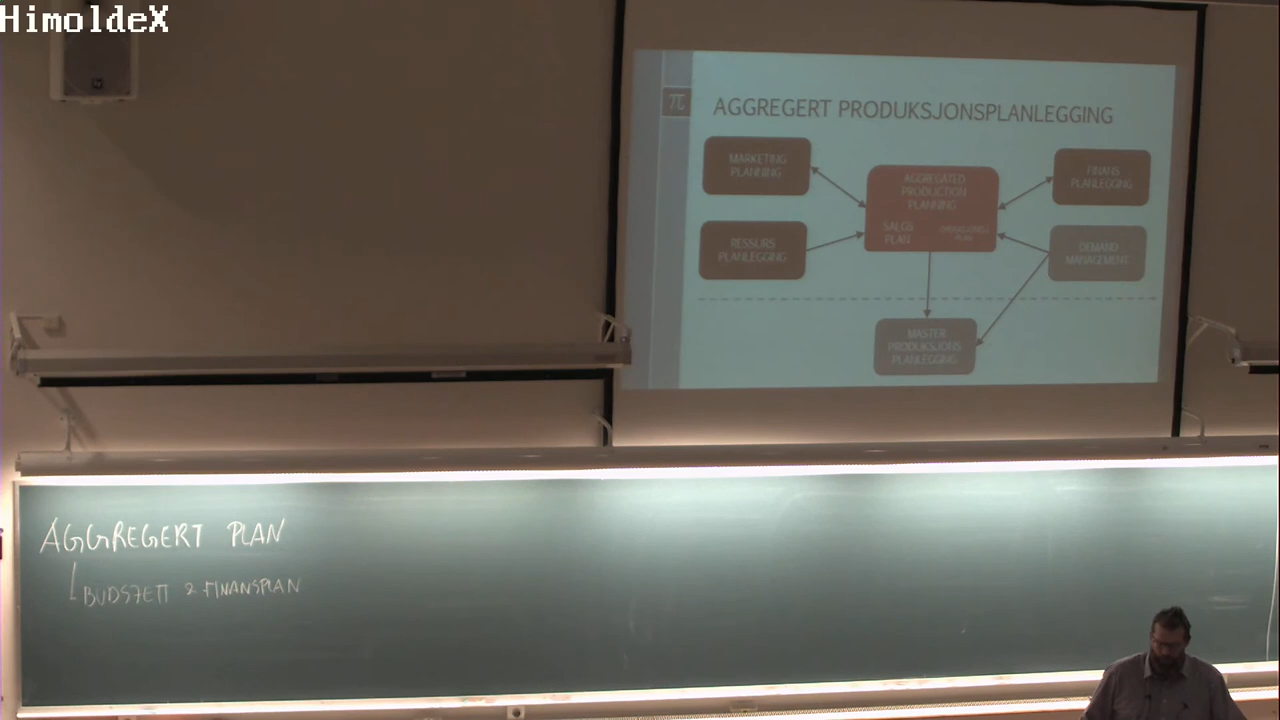 HimoldeX
π
AGGREGERT PRODUKSJONSPLANLEGGING
MARKETING
PLANNING
AGGREGATED
PRODUCTION
PLANNING
SALGS
PLAN
PLAN
FINANS
PLANLEGGING
RESSURS
PLANLEGGING
DEMAND
MANAGEMENT
MASTER
PRODUKSJONS
PLANLEGGING
AGGREGERT PLAN
BUDSJETT & FINANSPLAN